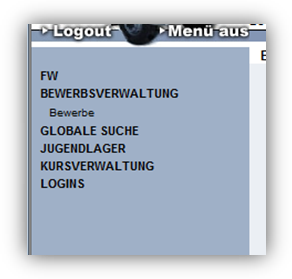 Logout Menü aus
FW
BEWERBSVERWALTUNG
Bewerbe
GLOBALE SUCHE
JUGENDLAGER
KURSVERWALTUNG
LOGINS